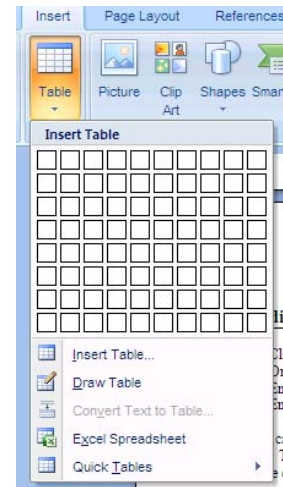 Insert Page Layout References
Table Picture Clip Art Shapes Smar
Insert Table
Insert Table...
Draw Table
Convert Text to Table...
Excel Spreadsheet
Quick Tables